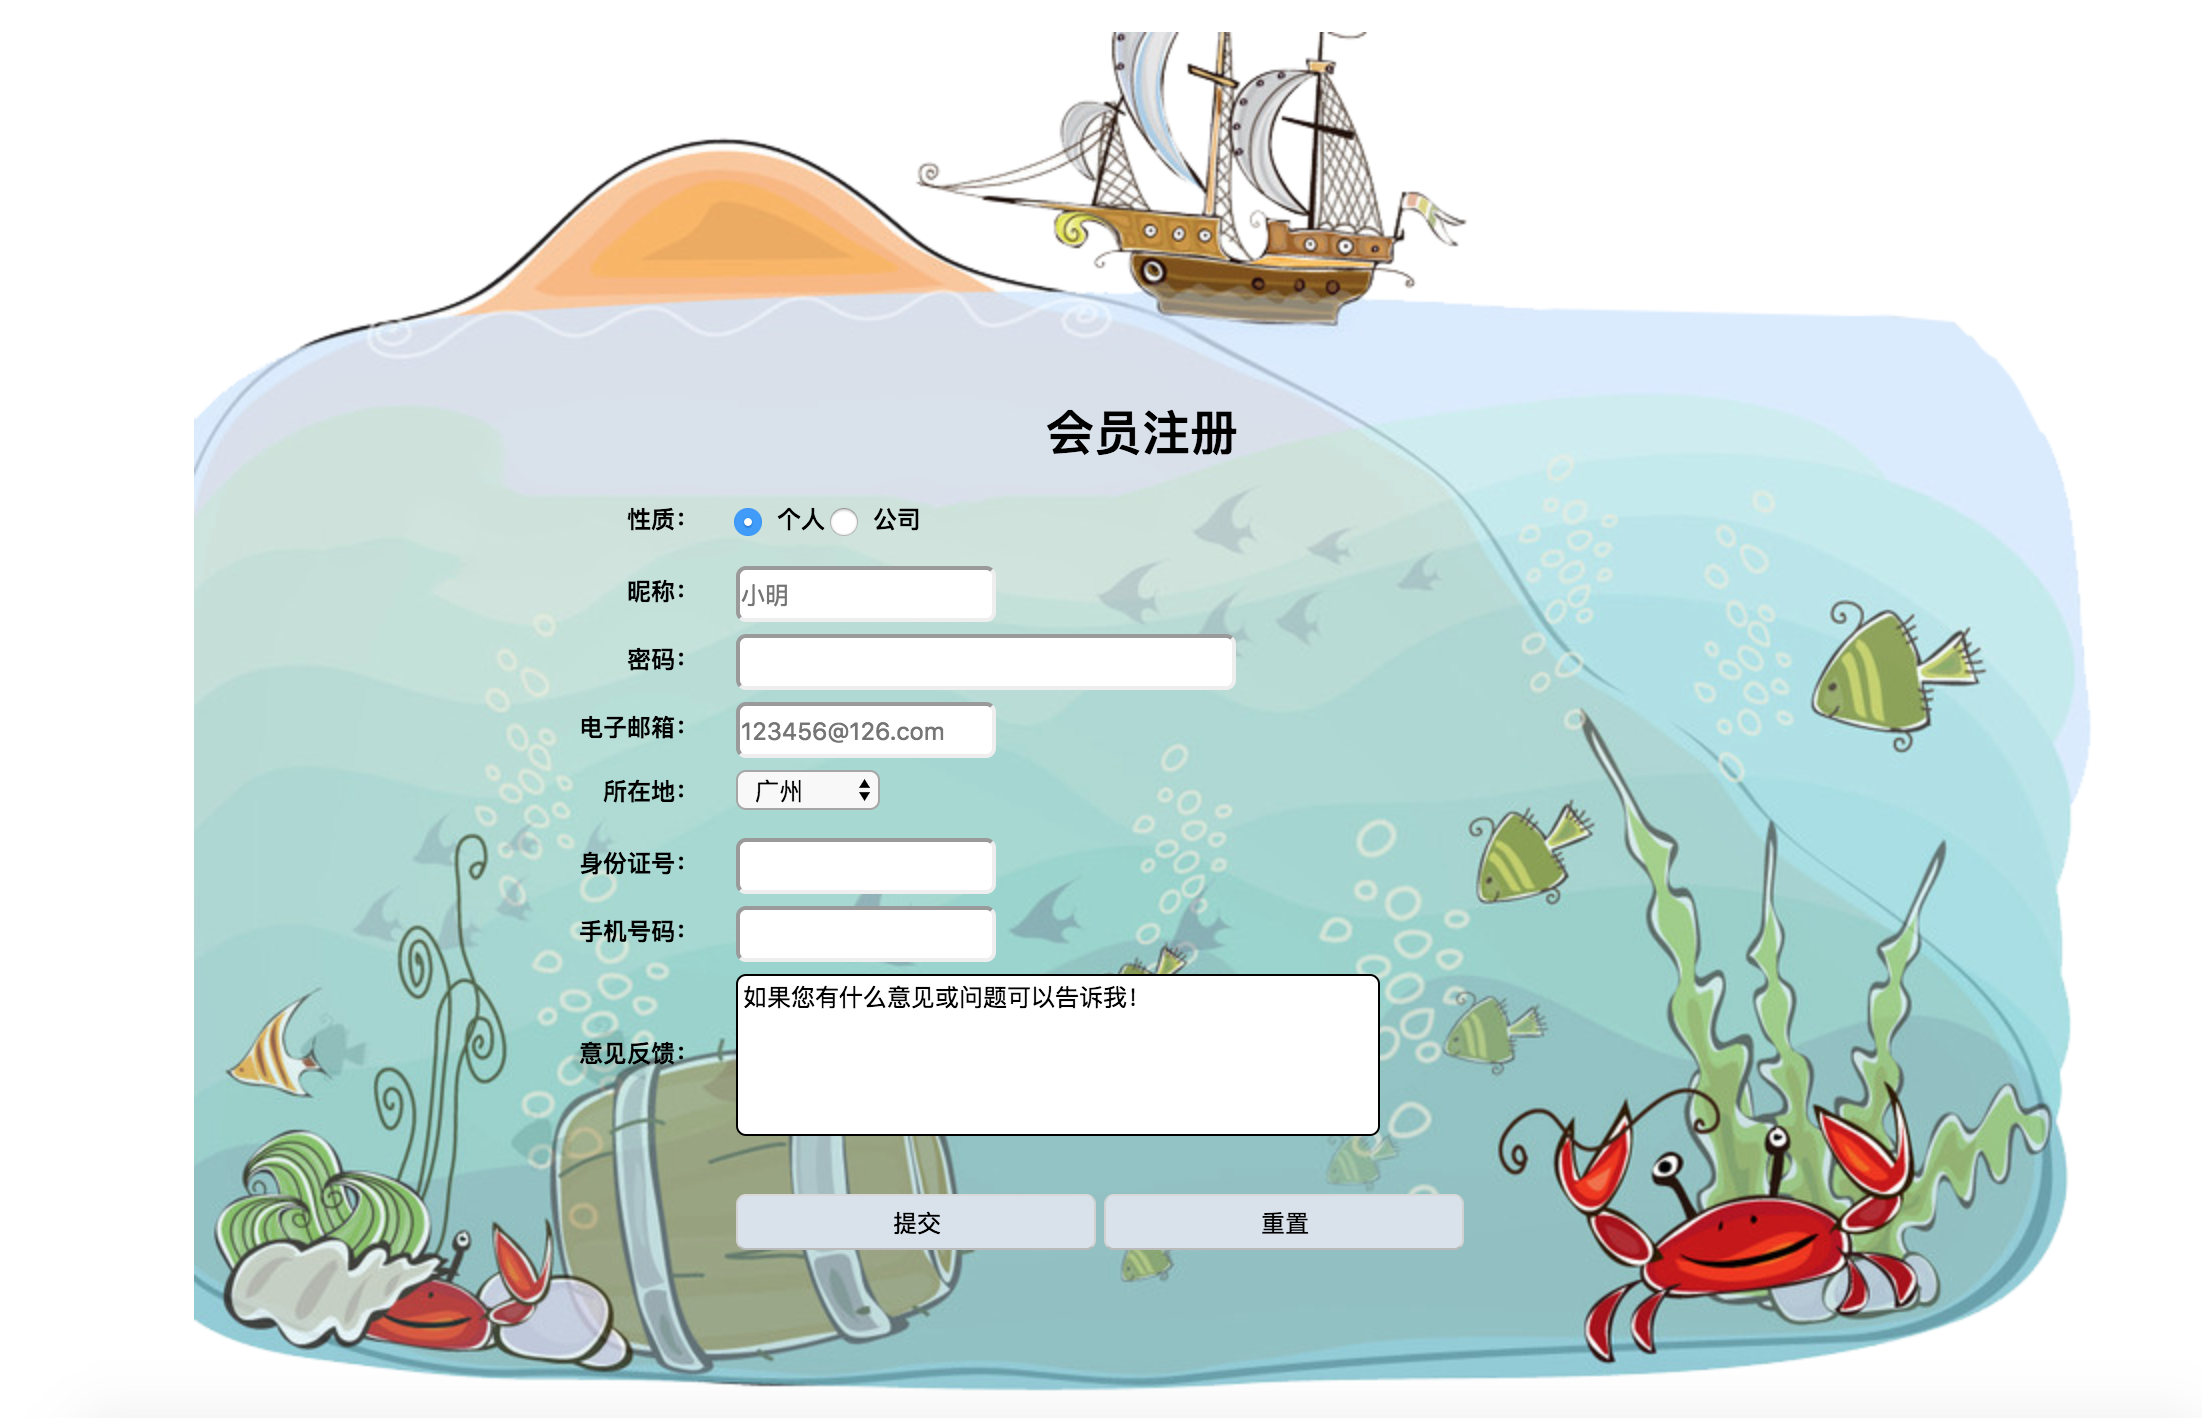 会员注册
性质： 个人 公司
昵称： 小明
密码：
电子邮箱： 123456@126.com
所在地： 广州
身份证号：
手机号码：
如果您有什么意见或问题可以告诉我！
意见反馈：
提交 重置